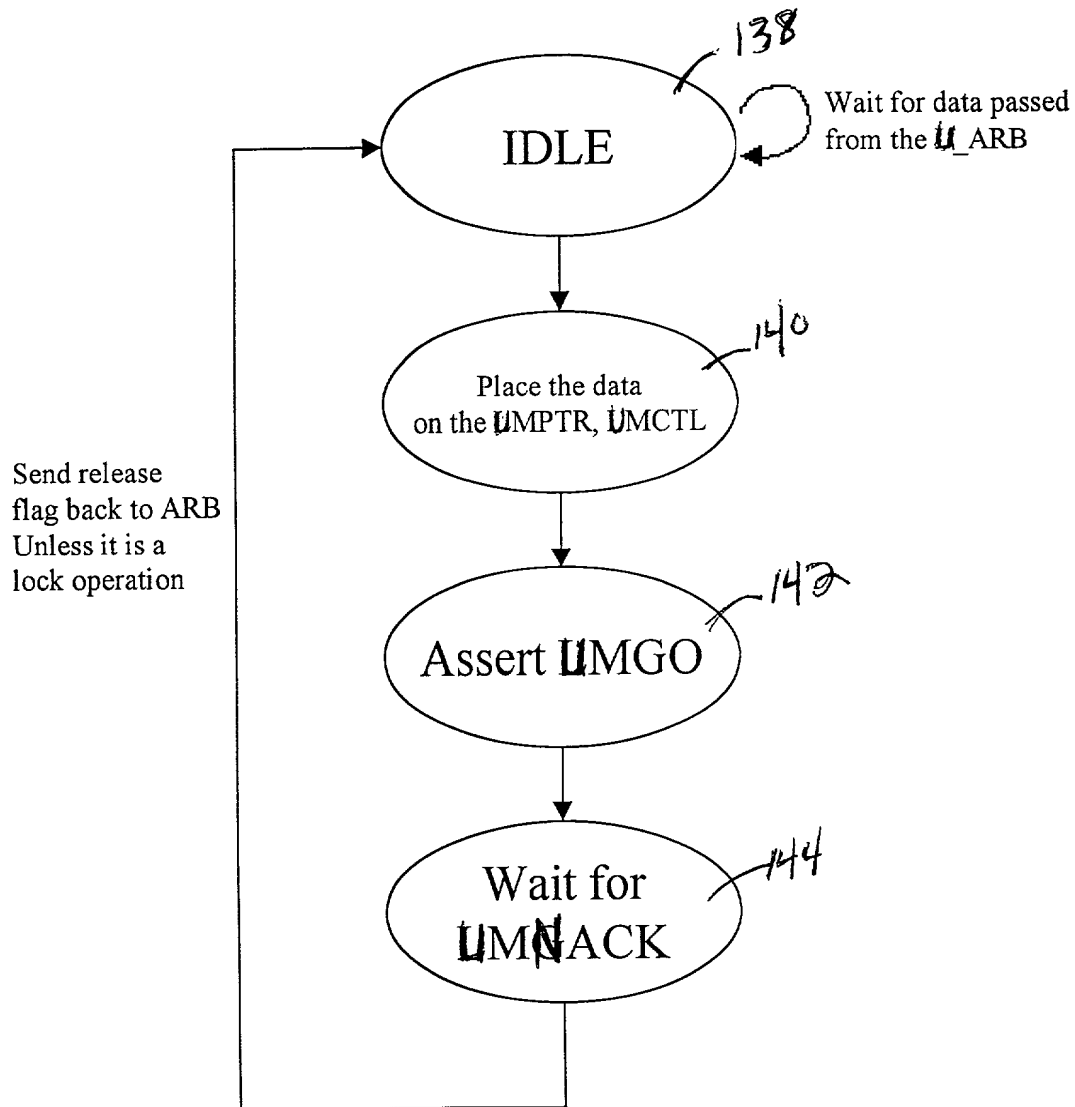 138
Wait for data passed
from the U_ARB
IDLE
140
Place the data
on the UMPTR, UMCTL
Send release
flag back to ARB
Unless it is a
lock operation
142
Assert UMGO
144
Wait for
UMNACK